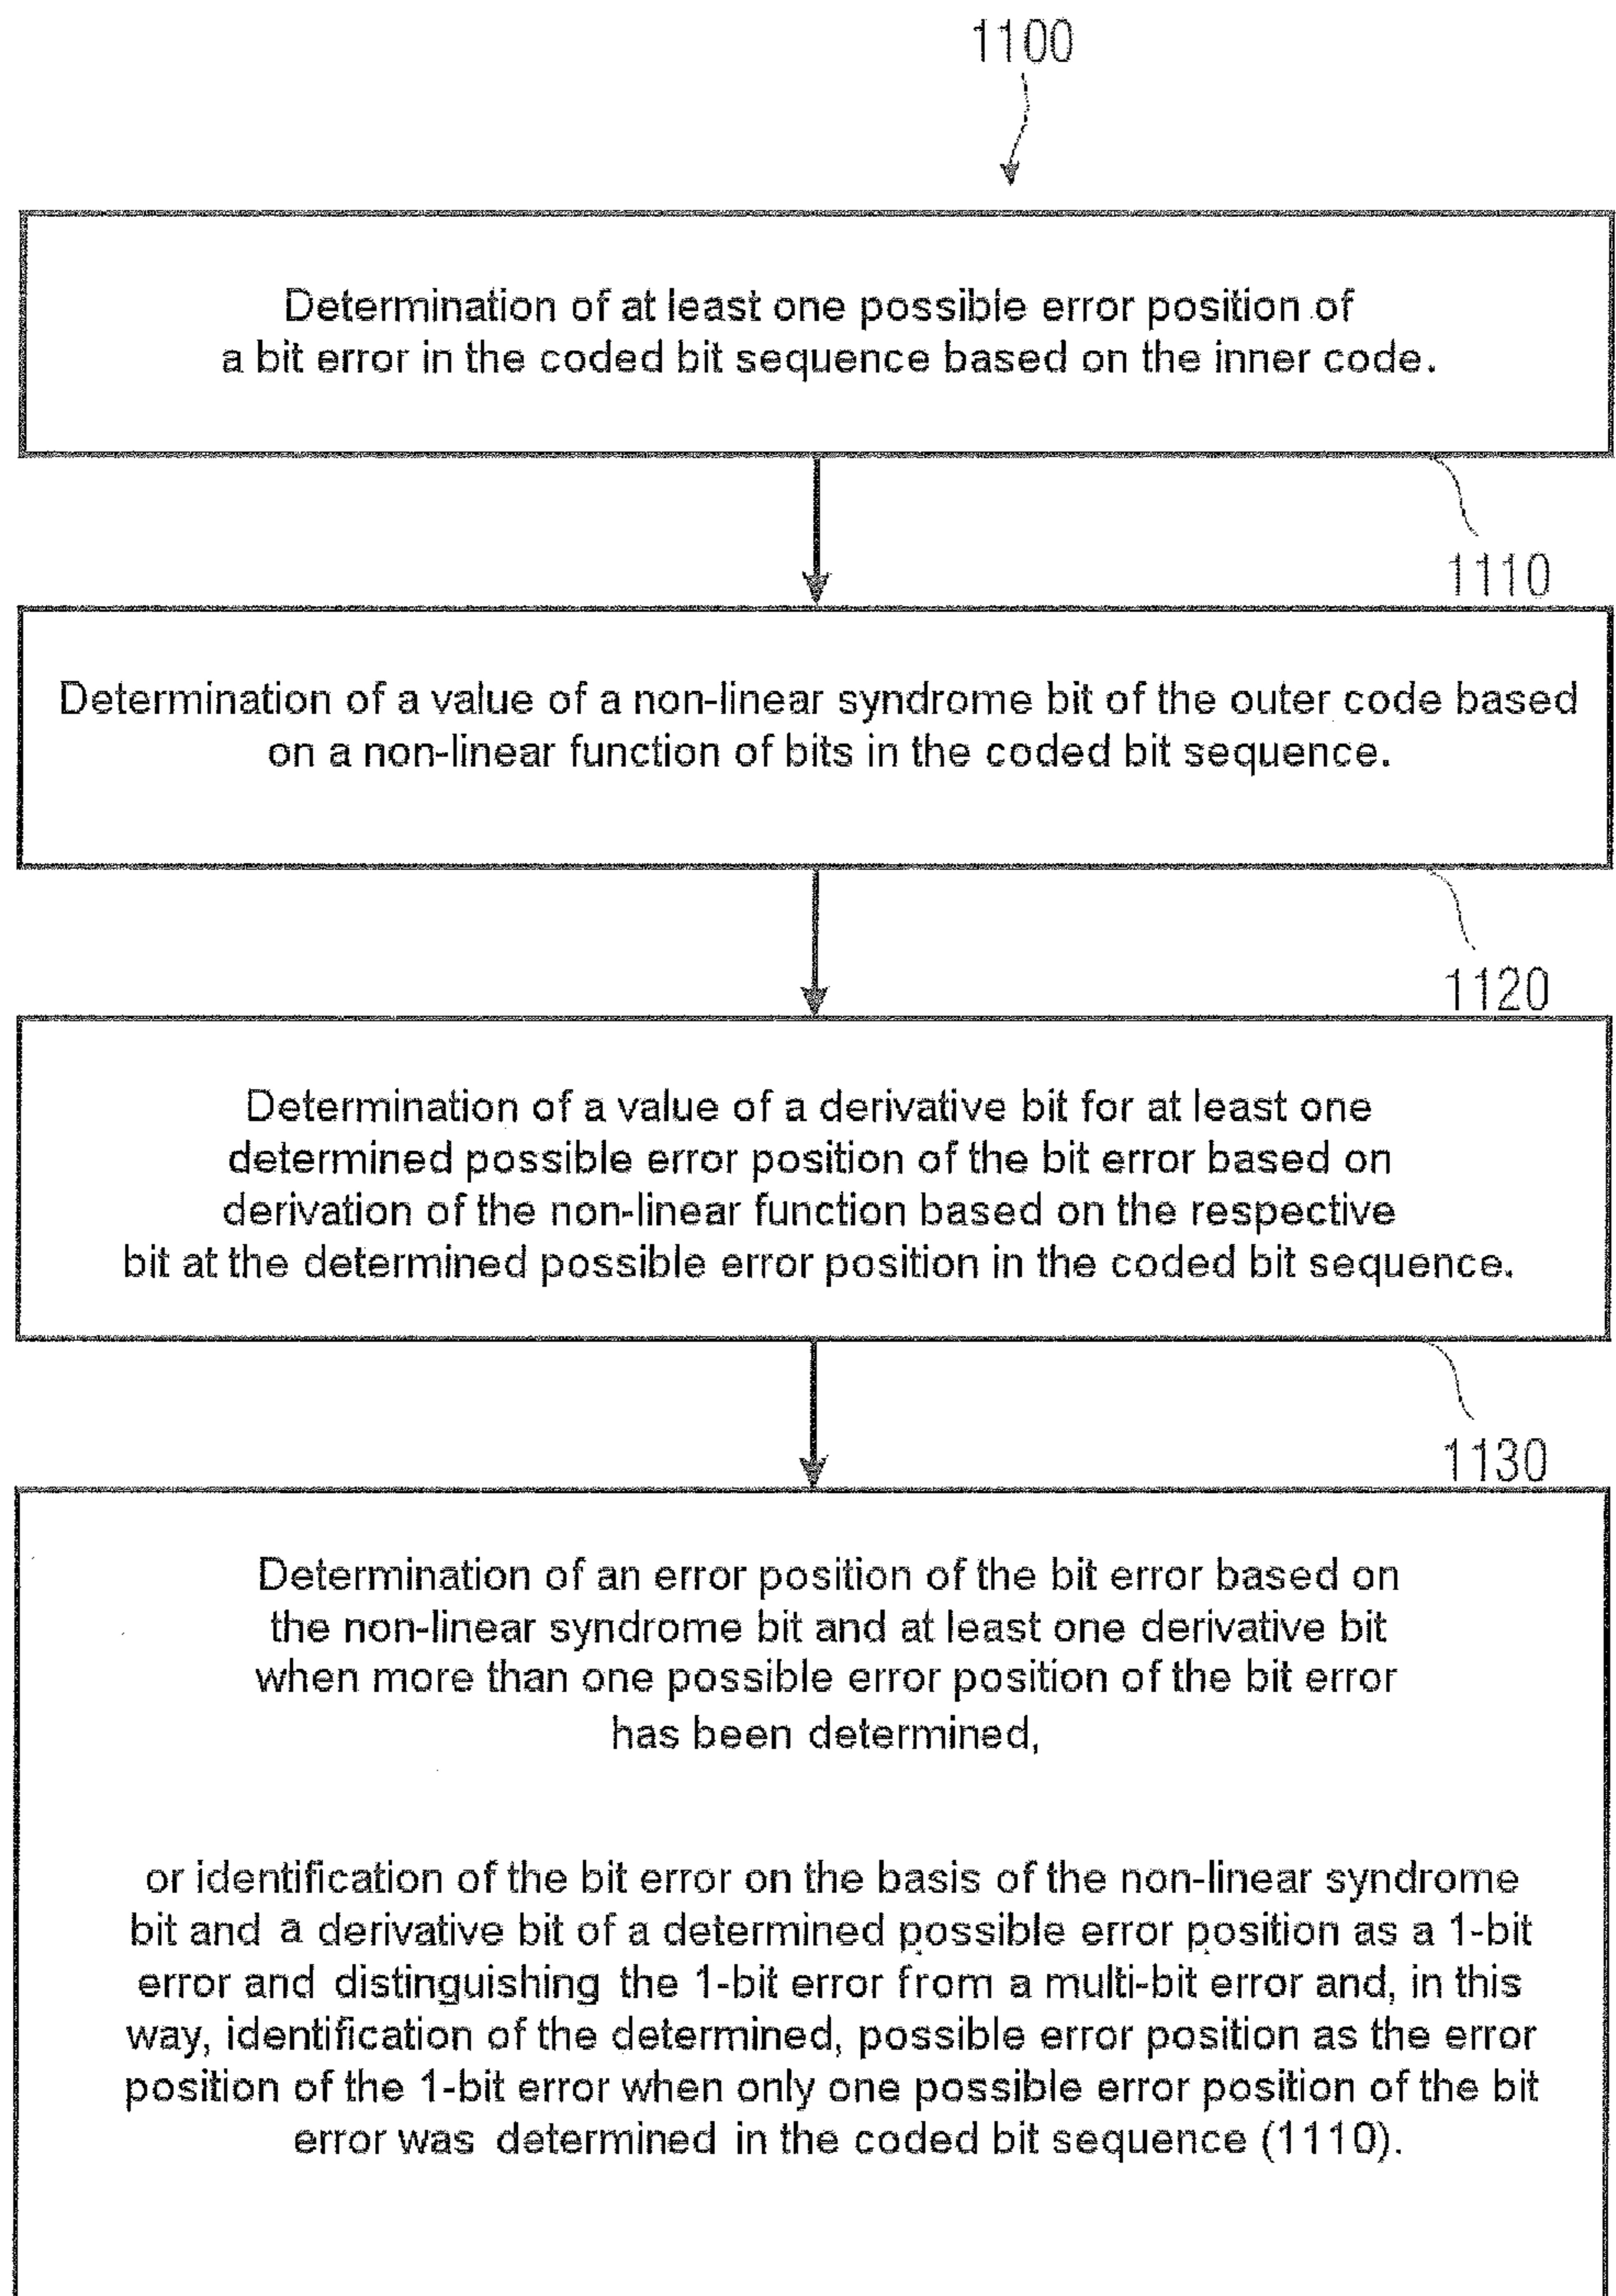 1100
Determination of at least one possible error position of
a bit error in the coded bit sequence based on the inner code.
1110
Determination of a value of a non-linear syndrome bit of the outer code based
on a non-linear function of bits in the coded bit sequence.
1120
Determination of a value of a derivative bit for at least one
determined possible error position of the bit error based on
derivation of the non-linear function based on the respective
bit at the determined possible error position in the coded bit sequence.
1130
Determination of an error position of the bit error based on
the non-linear syndrome bit and at least one derivative bit
when more than one possible error position of the bit error
has been determined,
or identification of the bit error on the basis of the non-linear syndrome
bit and a derivative bit of a determined possible error position as a 1-bit
error and distinguishing the 1-bit error from a multi-bit error and, in this
way, identification of the determined, possible error position as the error
position of the 1-bit error when only one possible error position of the bit
error was determined in the coded bit sequence (1110).